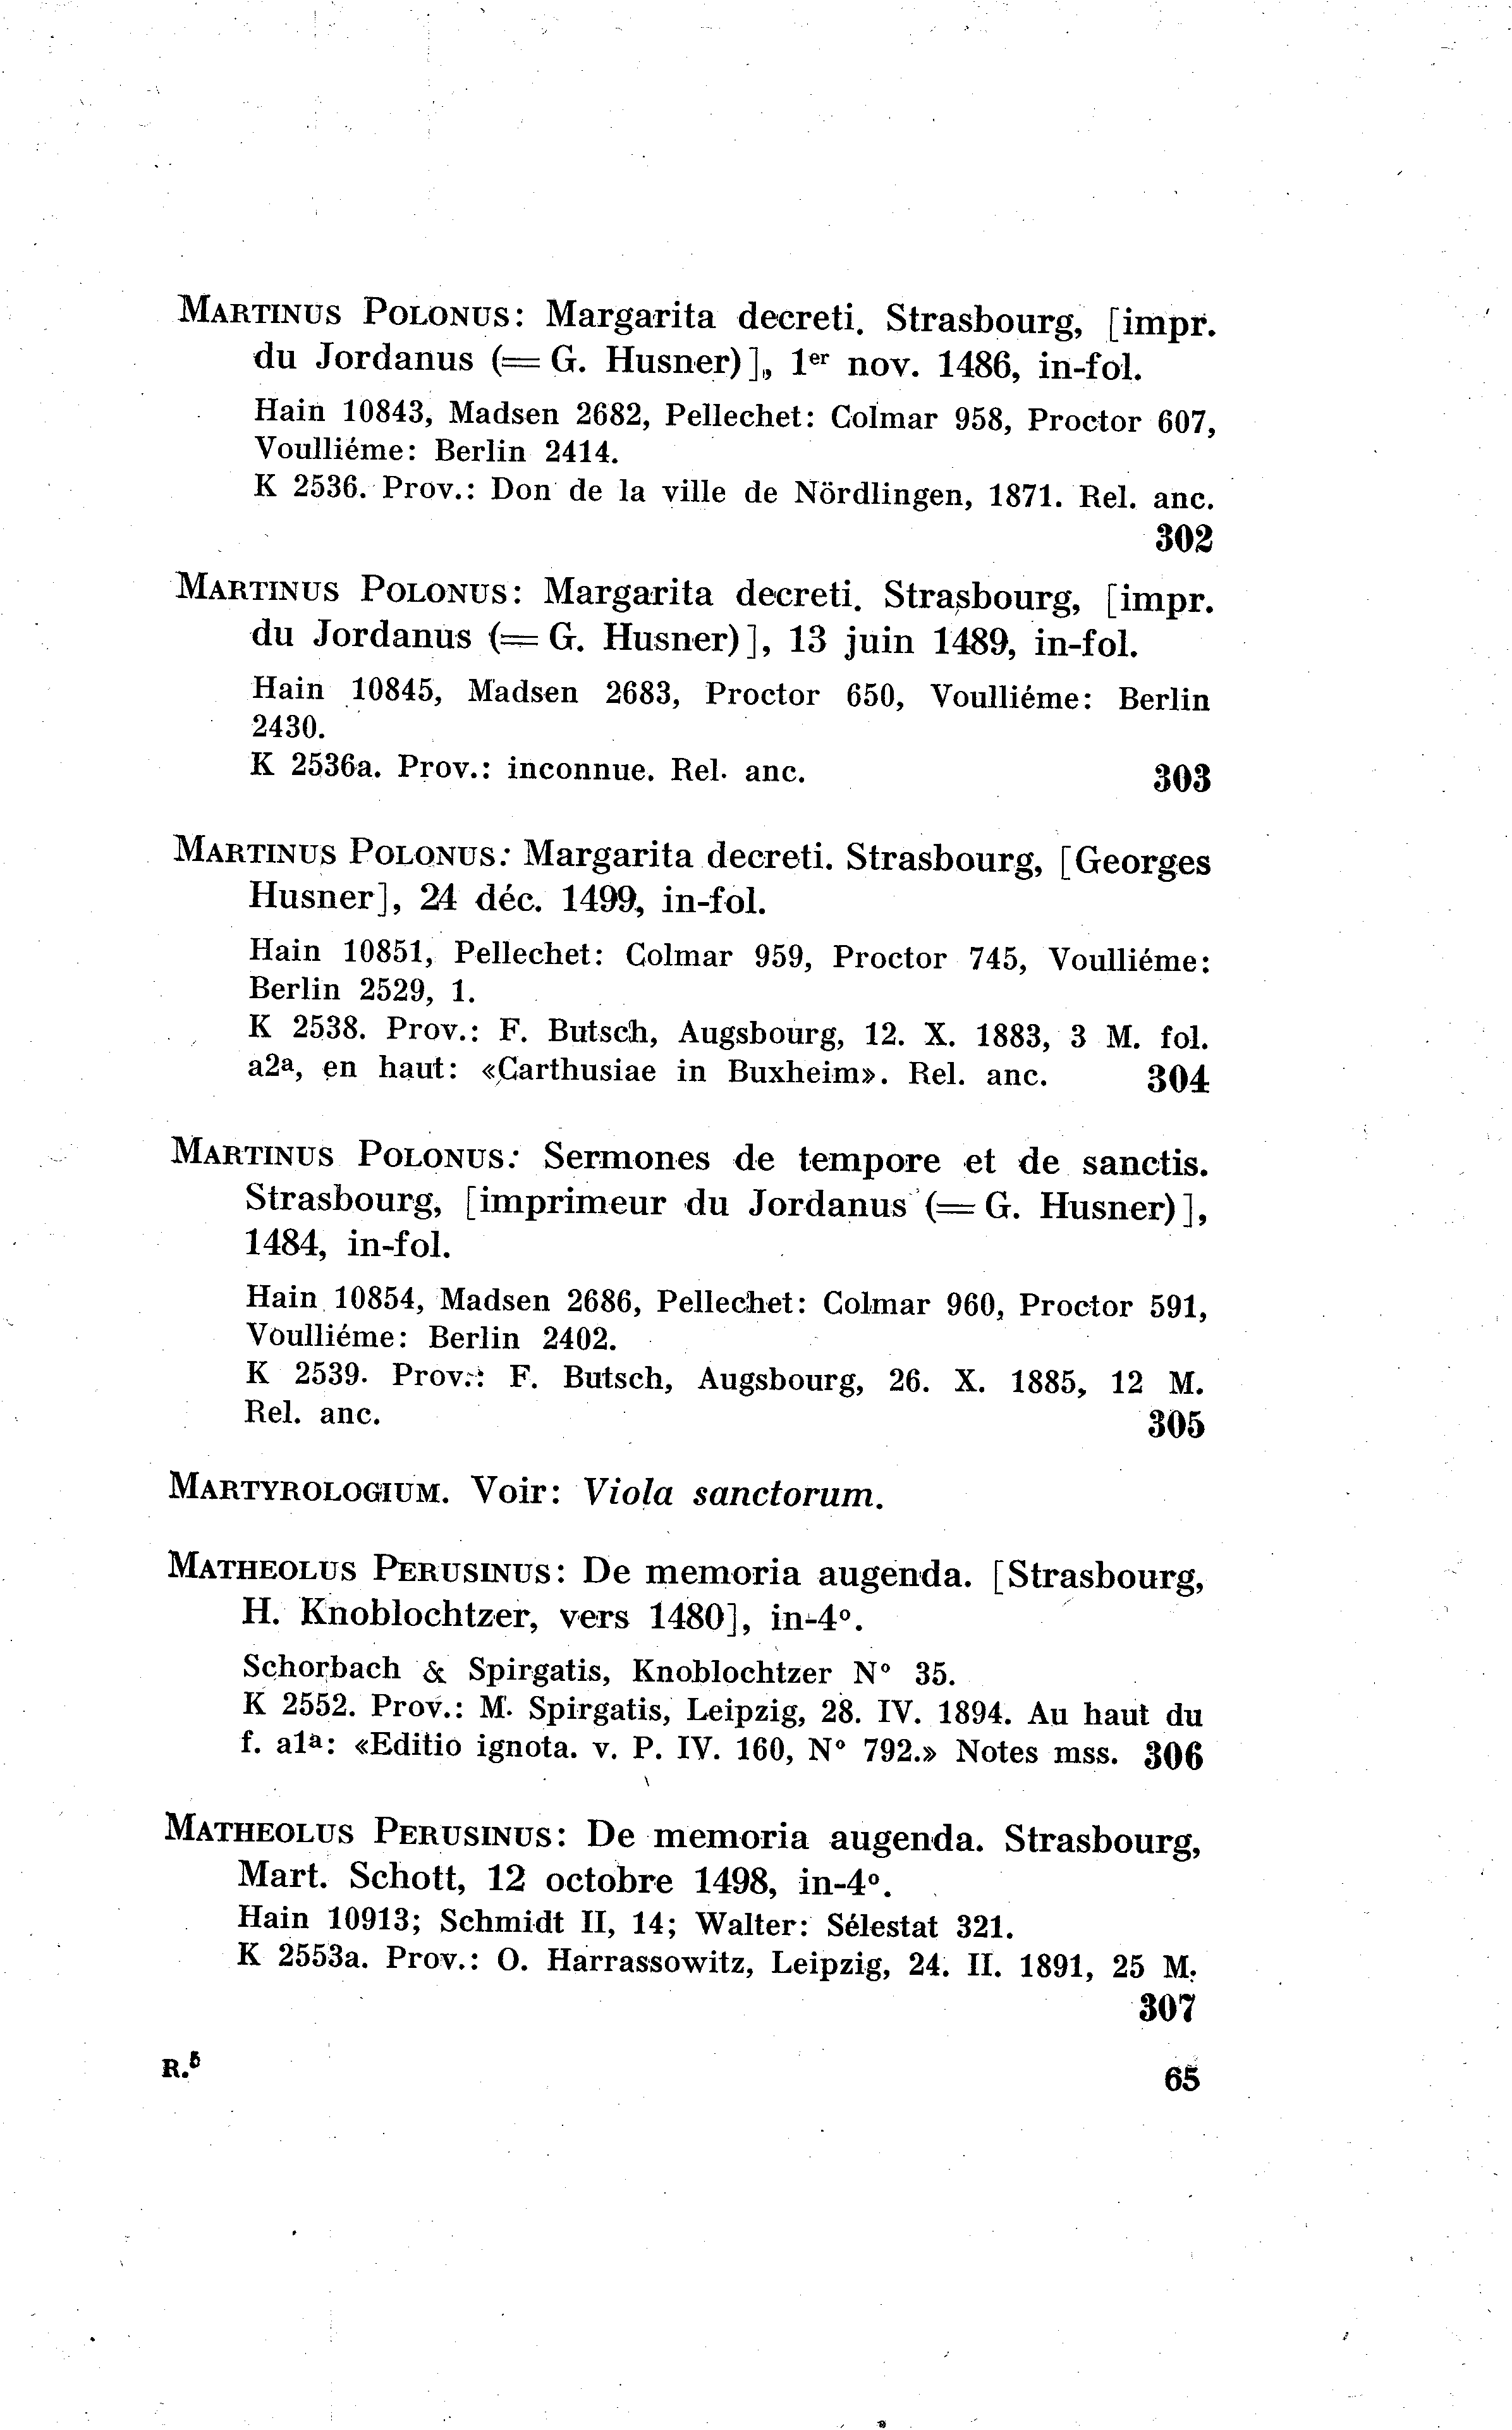 MARTINUS POLONUS: Margarita decreti. Strasbourg, [impr.
du Jordanus (= G. Husner)], 1er nov. 1486, in-fol.
Hain 10843, Madsen 2682, Pellechet: Colmar 958, Proctor 607,
Voulliéme: Berlin 2414.
K 2536. Prov.: Don de la ville de Nördlingen, 1871. Rel. anc.
302
MARTINUS POLONUS: Margarita decreti. Strasbourg, [impr.
du Jordanus (= G. Husner)], 13 juin 1489, in-fol.
Hain 10845, Madsen 2683, Proctor 650, Voulliéme: Berlin
2430.
K 2536a. Prov.: inconnue. Rel. anc. 303
MARTINUS POLONUS: Margarita decreti. Strasbourg, [Georges
Husner], 24 déc. 1499, in-fol.
Hain 10851, Pellechet: Colmar 959, Proctor 745, Voulliéme:
Berlin 2529, 1.
K 2538. Prov.: F. Butsch, Augsbourg, 12. X. 1883, 3 M. fol.
a2a, en haut: «Carthusiae in Buxheim». Rel. anc. 304
MARTINUS POLONUS: Sermones de tempore et de sanctis.
Strasbourg, [imprimeur du Jordanus (= G. Husner)],
1484, in-fol.
Hain 10854, Madsen 2686, Pellechet: Colmar 960, Proctor 591,
Voulliéme: Berlin 2402.
K 2539. Prov.: F. Butsch, Augsbourg, 26. X. 1885, 12 M.
Rel. anc. 305
MARTYROLOGIUM. Voir: Viola sanctorum.
MATHEOLUS PERUSINUS: De memoria augenda. [Strasbourg,
H. Knoblochtzer, vers 1480], in-4º.
Schorbach & Spirgatis, Knoblochtzer Nº 35.
K 2552. Prov.: M. Spirgatis, Leipzig, 28. IV. 1894. Au haut du
f. a1a: «Editio ignota. v. P. IV. 160, Nº 792.» Notes mss. 306
MATHEOLUS PERUSINUS: De memoria augenda. Strasbourg,
Mart. Schott, 12 octobre 1498, in-4º.
Hain 10913; Schmidt II, 14; Walter: Sélestat 321.
K 2553a. Prov.: O. Harrassowitz, Leipzig, 24. II. 1891, 25 M.
307
R.5 65